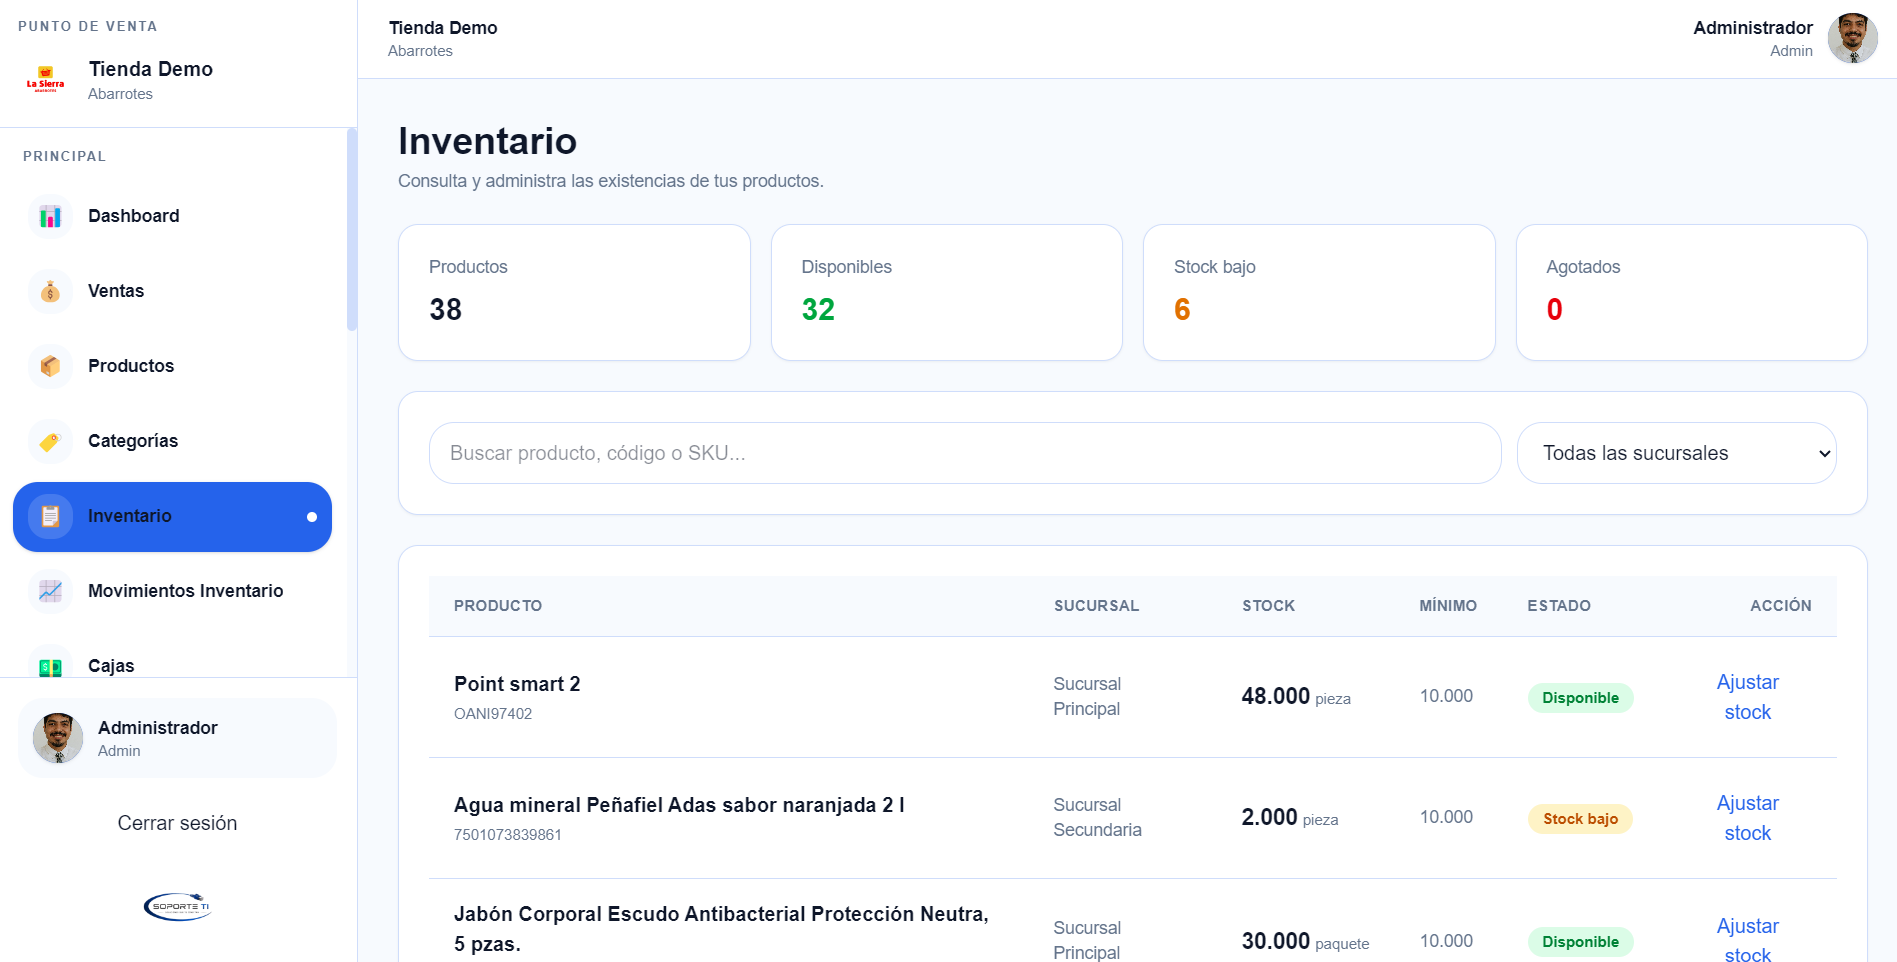 PUNTO DE VENTA
La Sierra
ABARROTES
Tienda Demo
Abarrotes
PRINCIPAL
Dashboard
Ventas
Productos
Categorías
Inventario
Movimientos Inventario
Cajas
Administrador
Admin
Cerrar sesión
SOPORTE TI
Tienda Demo
Abarrotes
Administrador
Admin
Inventario
Consulta y administra las existencias de tus productos.
Productos
38
Disponibles
32
Stock bajo
6
Agotados
0
Buscar producto, código o SKU...
Todas las sucursales
PRODUCTO SUCURSAL STOCK MÍNIMO ESTADO ACCIÓN
Point smart 2
OANI97402
Sucursal
Principal
48.000 pieza
10.000
Disponible
Ajustar
stock
Agua mineral Peñafiel Adas sabor naranjada 2 l
7501073839861
Sucursal
Secundaria
2.000 pieza
10.000
Stock bajo
Ajustar
stock
Jabón Corporal Escudo Antibacterial Protección Neutra,
5 pzas.
Sucursal
Principal
30.000 paquete
10.000
Disponible
Ajustar
stock